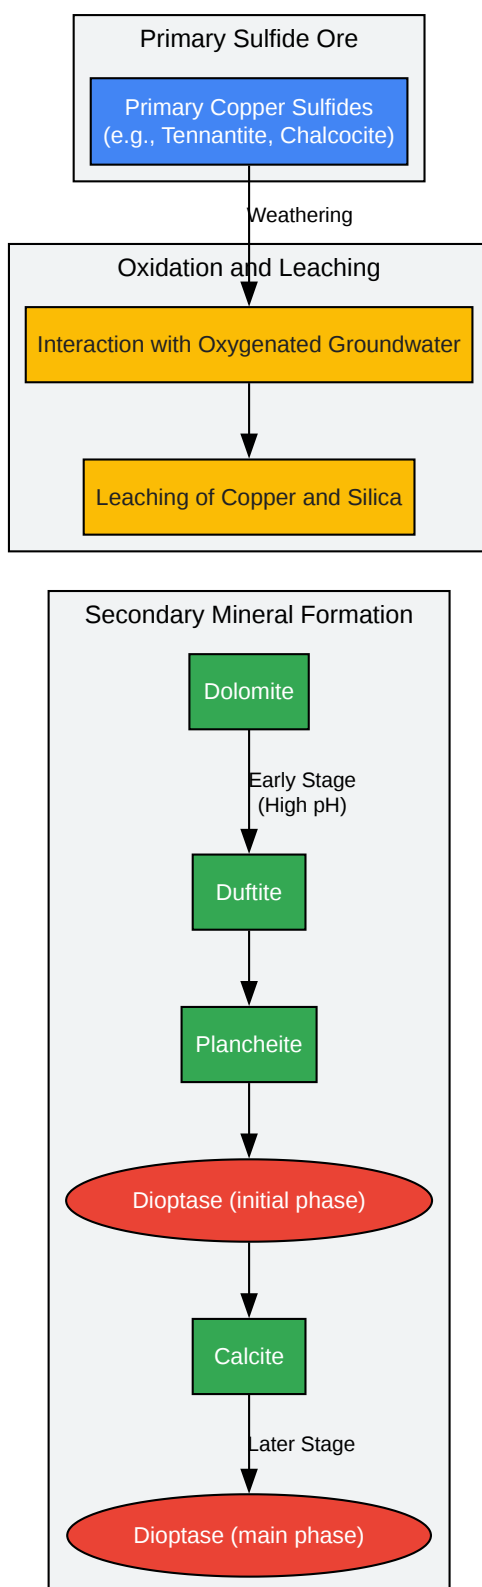 Primary Sulfide Ore
Primary Copper Sulfides
(e.g., Tennantite, Chalcocite)
Weathering
Oxidation and Leaching
Interaction with Oxygenated Groundwater
Leaching of Copper and Silica
Secondary Mineral Formation
Dolomite
Early Stage
(High pH)
Duftite
Plancheite
Dioptase (initial phase)
Calcite
Later Stage
Dioptase (main phase)